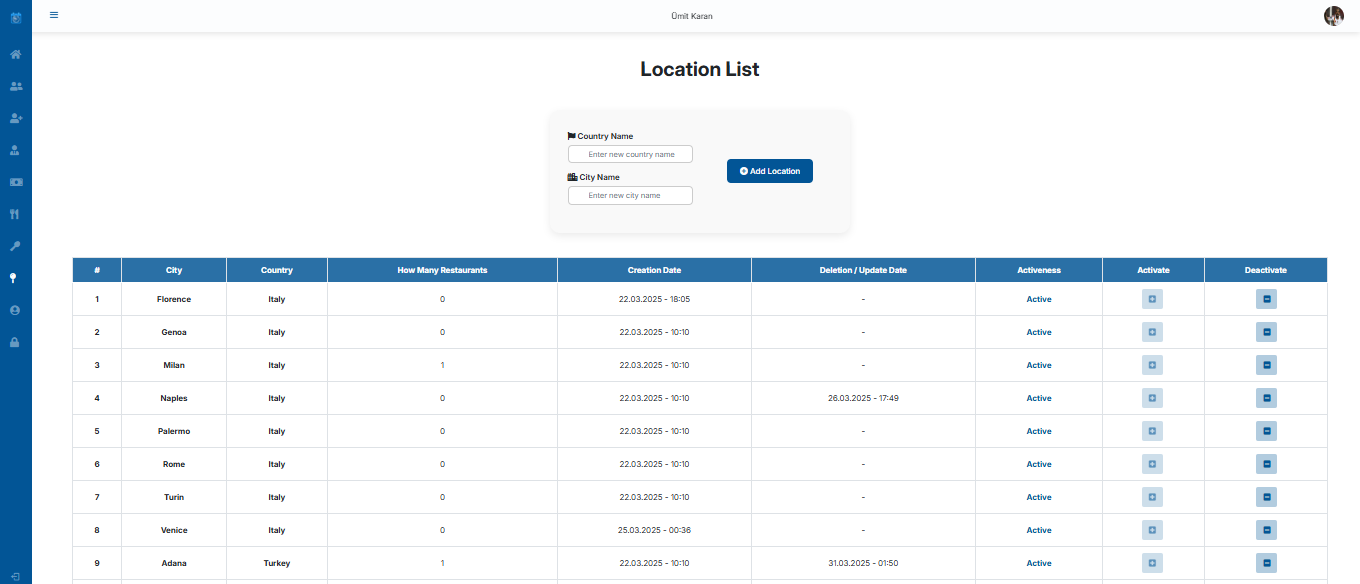 Ümit Karan
Location List
Country Name
Enter new country name
City Name
Enter new city name
Add Location
# City Country How Many Restaurants Creation Date Deletion / Update Date Activeness Activate Deactivate
1 Florence Italy 0 22.03.2025 - 18:05 - Active
2 Genoa Italy 0 22.03.2025 - 10:10 - Active
3 Milan Italy 1 22.03.2025 - 10:10 - Active
4 Naples Italy 0 22.03.2025 - 10:10 26.03.2025 - 17:49 Active
5 Palermo Italy 0 22.03.2025 - 10:10 - Active
6 Rome Italy 0 22.03.2025 - 10:10 - Active
7 Turin Italy 0 22.03.2025 - 10:10 - Active
8 Venice Italy 0 25.03.2025 - 00:36 - Active
9 Adana Turkey 1 22.03.2025 - 10:10 31.03.2025 - 01:50 Active